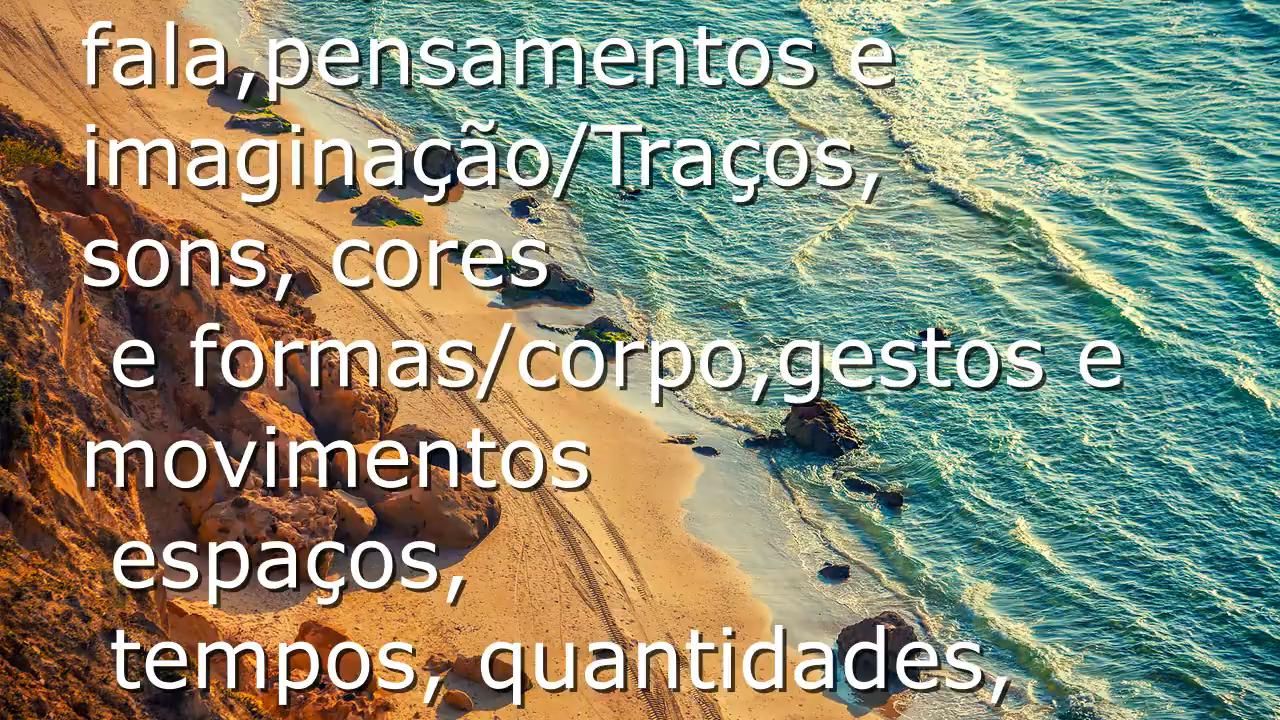 fala,pensamentos e
imaginação/Traços,
sons, cores
e formas/corpo,gestos e
movimentos
espaços,
tempos, quantidades,